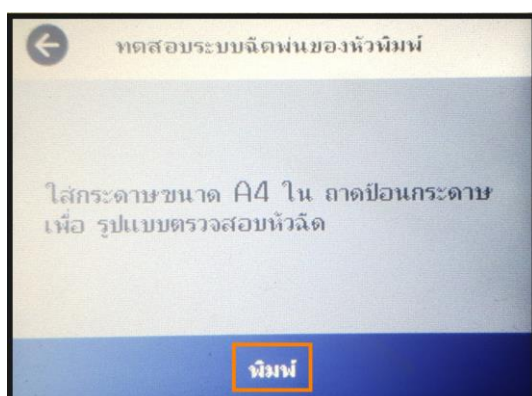 ทดสอบระบบฉีดพ่นของหัวพิมพ์
ใส่กระดาษขนาด A4 ใน ถาดป้อนกระดาษ
เพื่อ รูปแบบตรวจสอบหัวฉีด
พิมพ์